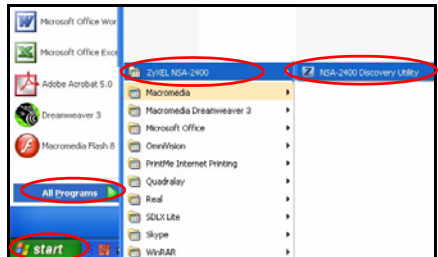 Microsoft Office Wor
Microsoft Office Exce
Adobe Acrobat 5.0
Dreamweaver 3
Macromedia Flash 8
All Programs
start
ZyXEL NSA-2400
Macromedia
Macromedia Dreamweaver 3
Microsoft Office
OmniVision
PrintMe Internet Printing
Quadralay
Real
SDLX Lite
Skype
WinRAR
NSA-2400 Discovery Utility